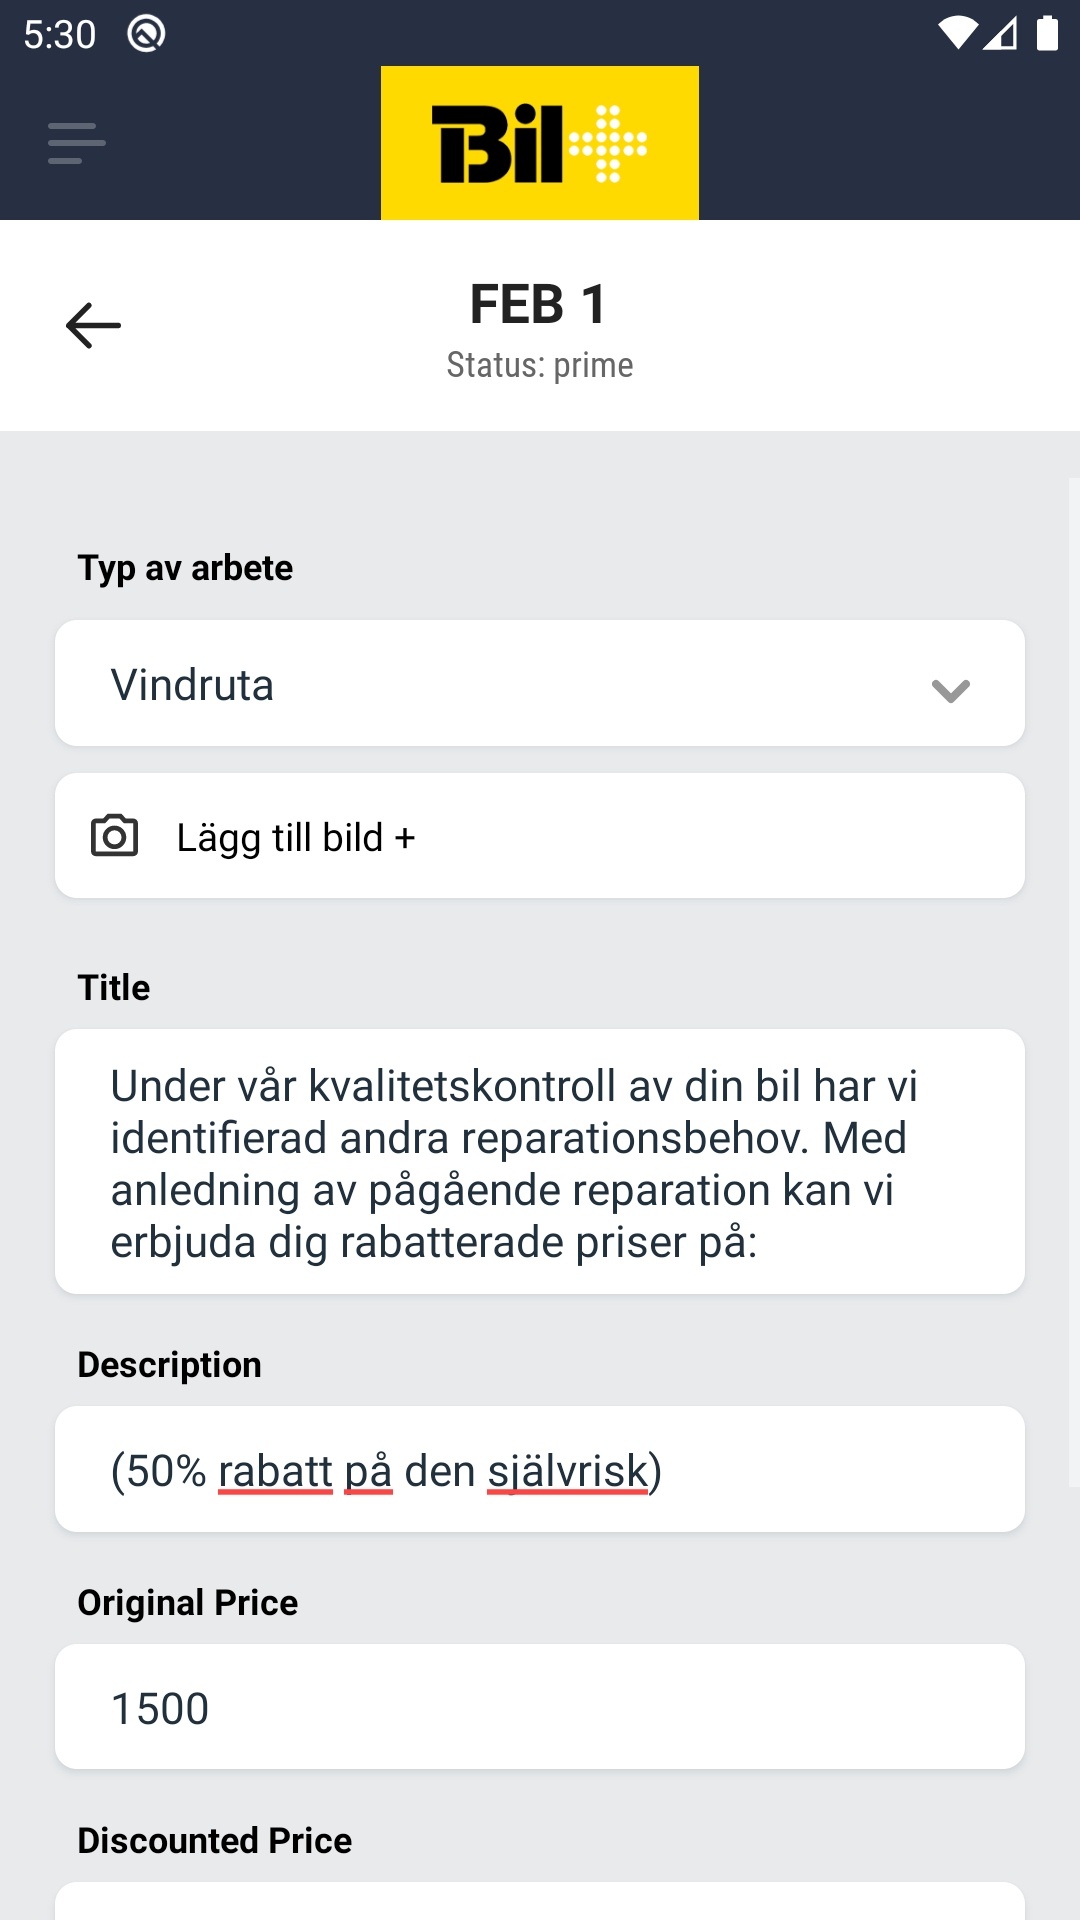 5:30
Bil+
FEB 1
Status: prime
Typ av arbete
Vindruta
Lägg till bild +
Title
Under vår kvalitetskontroll av din bil har vi
identifierad andra reparationsbehov. Med
anledning av pågående reparation kan vi
erbjuda dig rabatterade priser på:
Description
(50% rabatt på den självrisk)
Original Price
1500
Discounted Price